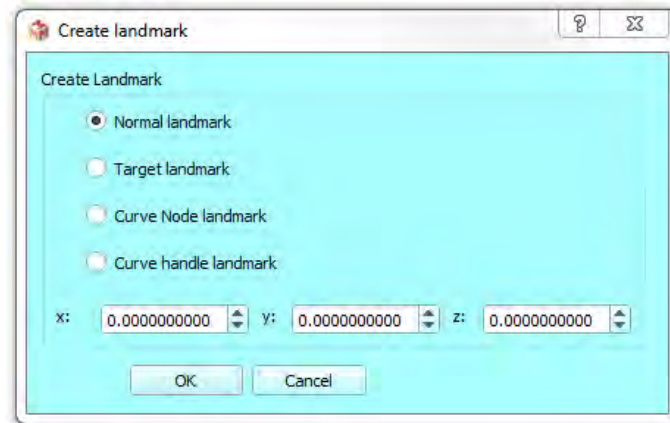 Create landmark
Create Landmark
Normal landmark
Target landmark
Curve Node landmark
Curve handle landmark
x: 0.0000000000 y: 0.0000000000 z: 0.0000000000
OK Cancel